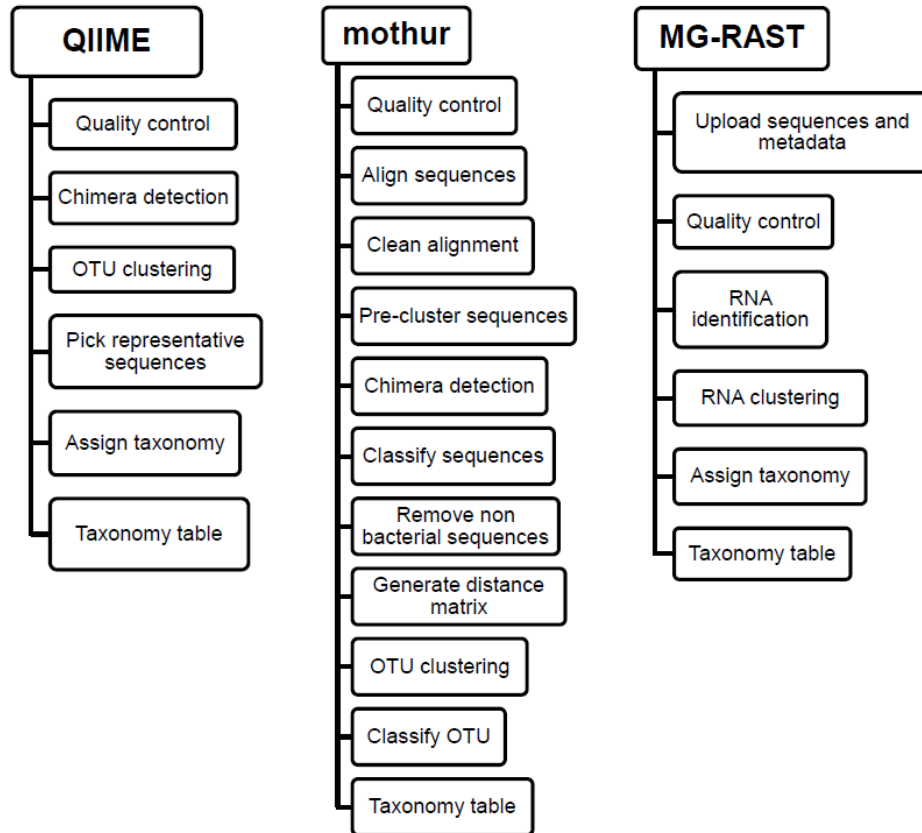 QIIME
Quality control
Chimera detection
OTU clustering
Pick representative
sequences
Assign taxonomy
Taxonomy table
mothur
Quality control
Align sequences
Clean alignment
Pre-cluster sequences
Chimera detection
Classify sequences
Remove non
bacterial sequences
Generate distance
matrix
OTU clustering
Classify OTU
Taxonomy table
MG-RAST
Upload sequences and
metadata
Quality control
RNA
identification
RNA clustering
Assign taxonomy
Taxonomy table